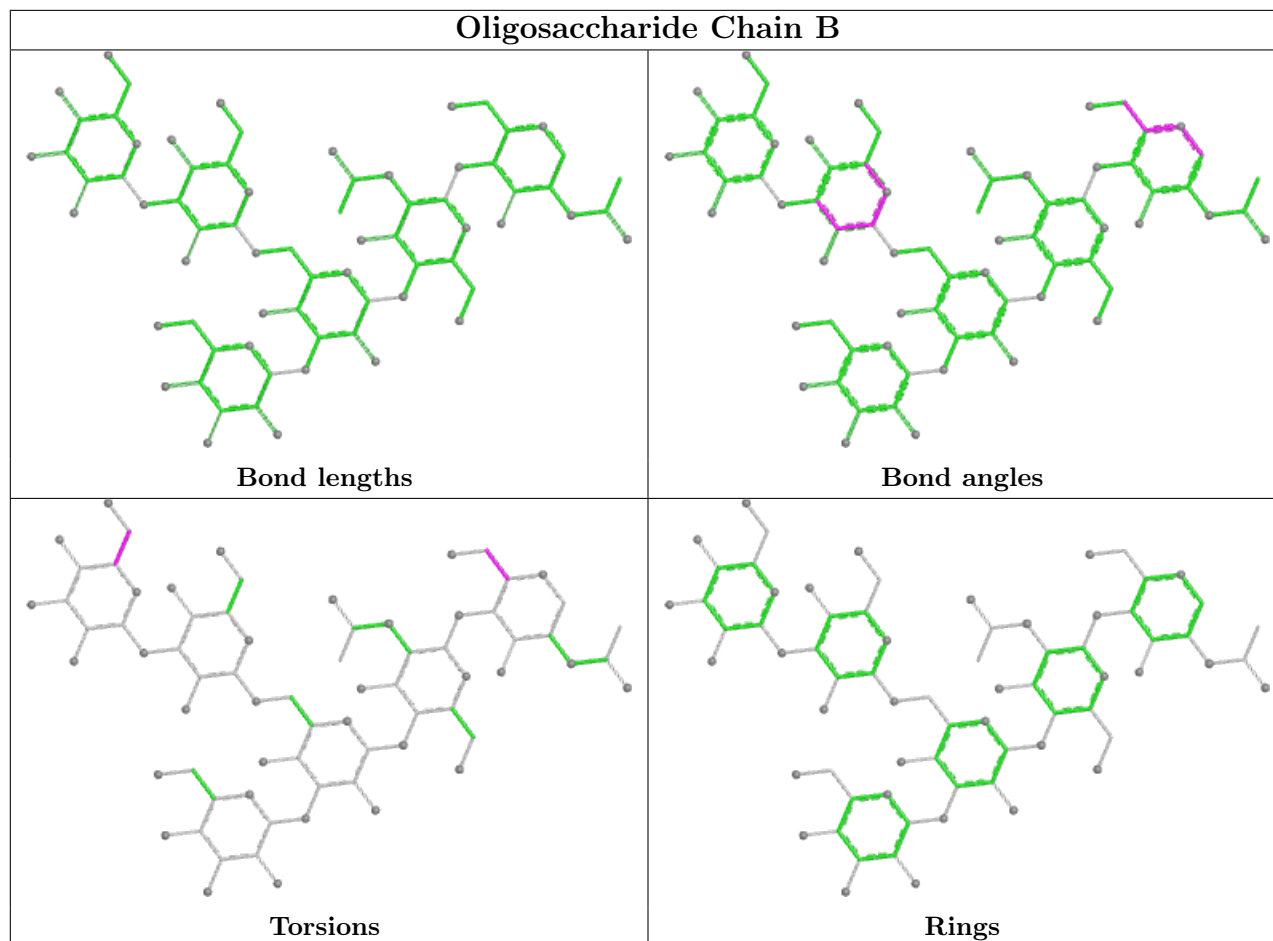 Oligosaccharide Chain B
Bond lengths
Bond angles
Torsions
Rings